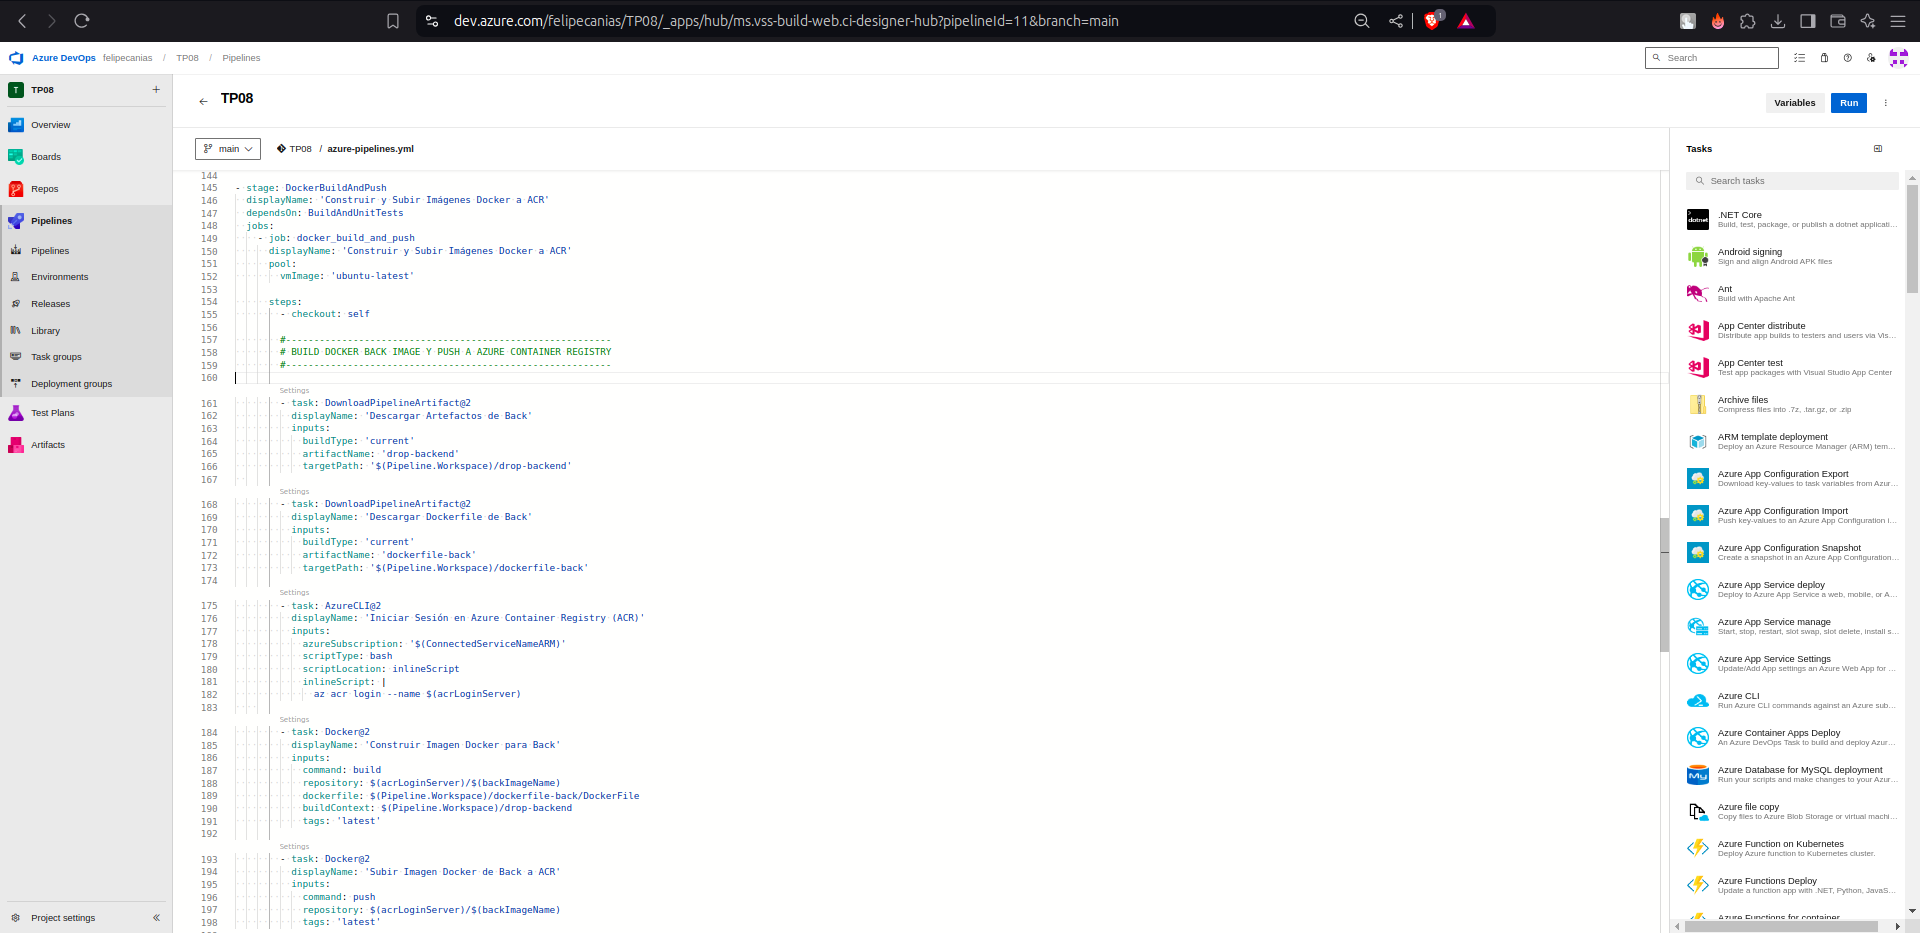 dev.azure.com/felipecanias/TP08/_apps/hub/ms.vss-build-web.ci-designer-hub?pipelineId=11&branch=main
1
Azure DevOps felipecanias / TP08 / Pipelines
Search
T TP08 +
Overview
Boards
Repos
Pipelines
Pipelines
Environments
Releases
Library
Task groups
Deployment groups
Test Plans
Artifacts
Project settings
TP08
Variables
Run
main
TP08 / azure-pipelines.yml
144
145 - stage: DockerBuildAndPush
146 displayName: 'Construir y Subir Imágenes Docker a ACR'
147 dependsOn: BuildAndUnitTests
148 jobs:
149 - job: docker_build_and_push
150 displayName: 'Construir y Subir Imágenes Docker a ACR'
151 pool:
152 vmImage: 'ubuntu-latest'
153
154 steps:
155 - checkout: self
156
157 #----------------------------------------------------------
158 # BUILD DOCKER BACK IMAGE Y PUSH A AZURE CONTAINER REGISTRY
159 #----------------------------------------------------------
160
Settings
161 - task: DownloadPipelineArtifact@2
162 displayName: 'Descargar Artefactos de Back'
163 inputs:
164 buildType: 'current'
165 artifactName: 'drop-backend'
166 targetPath: '$(Pipeline.Workspace)/drop-backend'
167
Settings
168 - task: DownloadPipelineArtifact@2
169 displayName: 'Descargar Dockerfile de Back'
170 inputs:
171 buildType: 'current'
172 artifactName: 'dockerfile-back'
173 targetPath: '$(Pipeline.Workspace)/dockerfile-back'
174
Settings
175 - task: AzureCLI@2
176 displayName: 'Iniciar Sesión en Azure Container Registry (ACR)'
177 inputs:
178 azureSubscription: '$(ConnectedServiceNameARM)'
179 scriptType: bash
180 scriptLocation: inlineScript
181 inlineScript: |
182 az acr login --name $(acrLoginServer)
183
Settings
184 - task: Docker@2
185 displayName: 'Construir Imagen Docker para Back'
186 inputs:
187 command: build
188 repository: $(acrLoginServer)/$(backImageName)
189 dockerfile: $(Pipeline.Workspace)/dockerfile-back/DockerFile
190 buildContext: $(Pipeline.Workspace)/drop-backend
191 tags: 'latest'
192
Settings
193 - task: Docker@2
194 displayName: 'Subir Imagen Docker de Back a ACR'
195 inputs:
196 command: push
197 repository: $(acrLoginServer)/$(backImageName)
198 tags: 'latest'
Tasks
Search tasks
dotnet
.NET Core
Build, test, package, or publish a dotnet applicati...
Android signing
Sign and align Android APK files
Ant
Build with Apache Ant
App Center distribute
Distribute app builds to testers and users via Vis...
App Center test
Test app packages with Visual Studio App Center
Archive files
Compress files into .7z, .tar.gz, or .zip
ARM template deployment
Deploy an Azure Resource Manager (ARM) tem...
Azure App Configuration Export
Download key-values to task variables from Azur...
Azure App Configuration Import
Push key-values to an Azure App Configuration i...
Azure App Configuration Snapshot
Create a snapshot in an Azure App Configuration...
Azure App Service deploy
Deploy to Azure App Service a web, mobile, or A...
Azure App Service manage
Start, stop, restart, slot swap, slot delete, install s...
Azure App Service Settings
Update/Add App settings an Azure Web App for ...
Azure CLI
Run Azure CLI commands against an Azure sub...
Azure Container Apps Deploy
An Azure DevOps Task to build and deploy Azur...
My
Azure Database for MySQL deployment
Run your scripts and make changes to your Azur...
Azure file copy
Copy files to Azure Blob Storage or virtual machi...
Azure Function on Kubernetes
Deploy Azure function to Kubernetes cluster.
Azure Functions Deploy
Update a function app with .NET, Python, JavaS...
Azure Functions for container